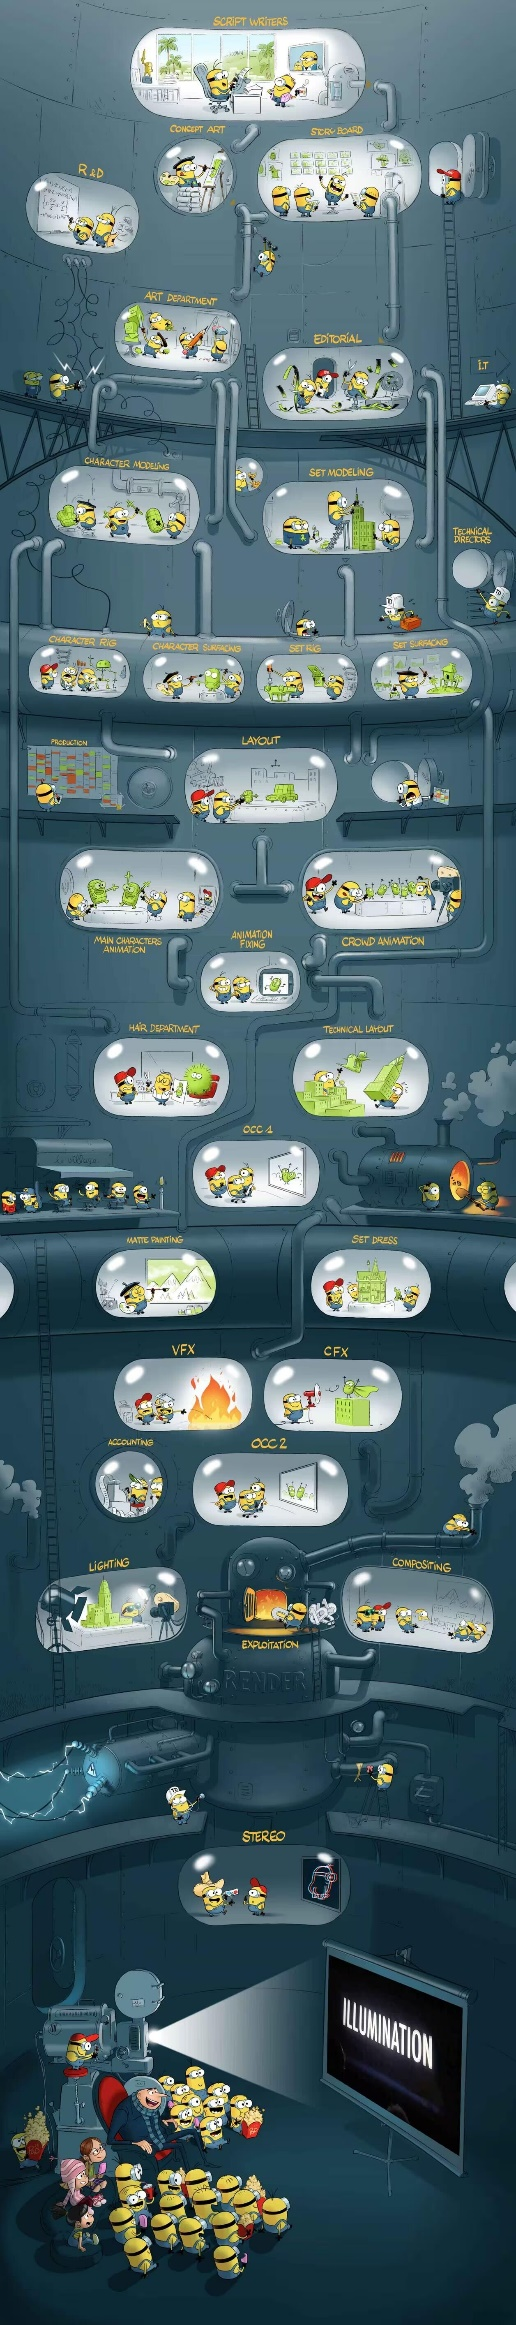 SCRIPT WRITERS
CONCEPT ART
STORY BOARD
R&D
ART DEPARTMENT
EDITORIAL
I.T
CHARACTER MODELING
SET MODELING
TECHNICAL
DIRECTORS
CHARACTER RIG
CHARACTER SURFACING
SET RIG
SET SURFACING
PRODUCTION
LAYOUT
MAIN CHARACTERS
ANIMATION
ANIMATION
FIXING
CROWD ANIMATION
HAIR DEPARTMENT
TECHNICAL LAYOUT
OCC 1
MATTE PAINTING
SET DRESS
VFX
CFX
ACCOUNTING
OCC 2
LIGHTING
COMPOSITING
EXPLOITATION
RENDER
STEREO
ILLUMINATION